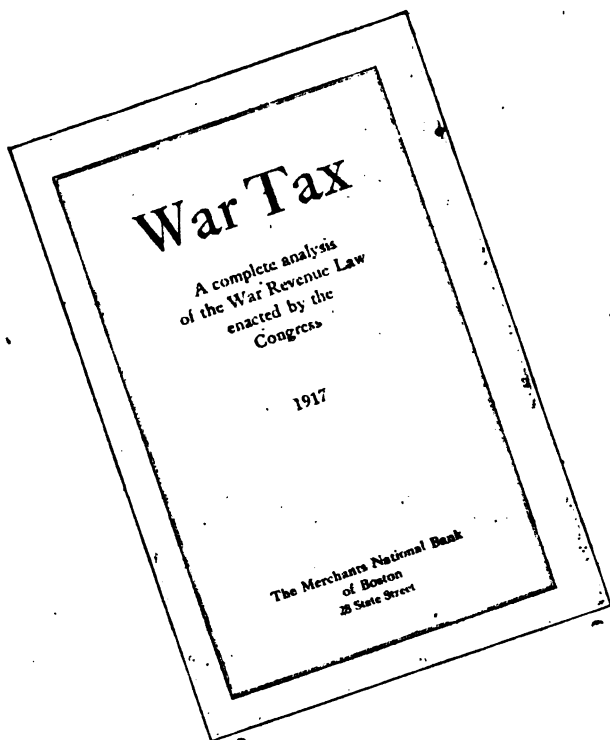 War Tax
A complete analysis
of the War Revenue Law
enacted by the
Congress
1917
The Merchants National Bank
of Boston
28 State Street